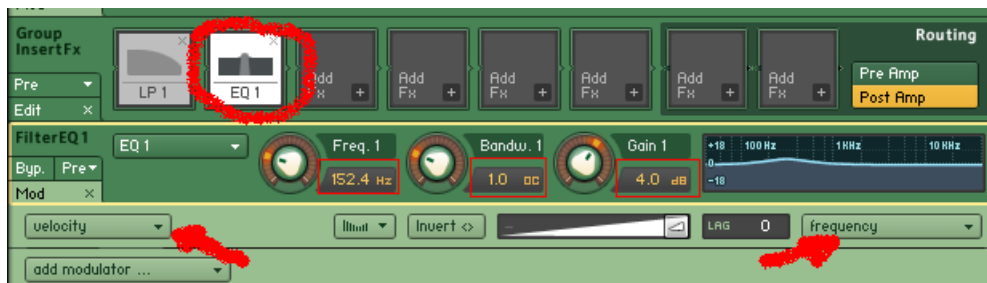 Group
InsertFx
Pre
Edit ×
LP 1
EQ 1
Add
Fx +
Add
Fx +
Add
Fx +
Add
Fx +
Add
Fx +
Add
Fx +
Routing
Pre Amp
Post Amp
FilterEQ 1
Byp. Pre
Mod ×
EQ 1
Freq. 1
152.4 Hz
Bandw. 1
1.0 OC
Gain 1
4.0 dB
+18 100 Hz 1 KHz 10 KHz
-0-
-18
velocity
Invert <>
LAG 0
frequency
add modulator ...